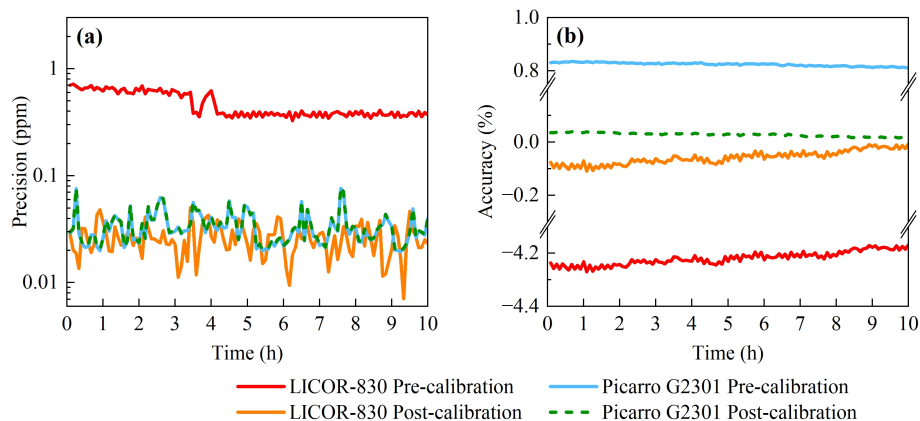 (a)
Precision (ppm)
1
0.1
0.01
0 1 2 3 4 5 6 7 8 9 10
Time (h)
(b)
Accuracy (%)
1.0
0.8
0.0
−0.2
−4.2
−4.4
0 1 2 3 4 5 6 7 8 9 10
Time (h)
LICOR-830 Pre-calibration
Picarro G2301 Pre-calibration
LICOR-830 Post-calibration
Picarro G2301 Post-calibration